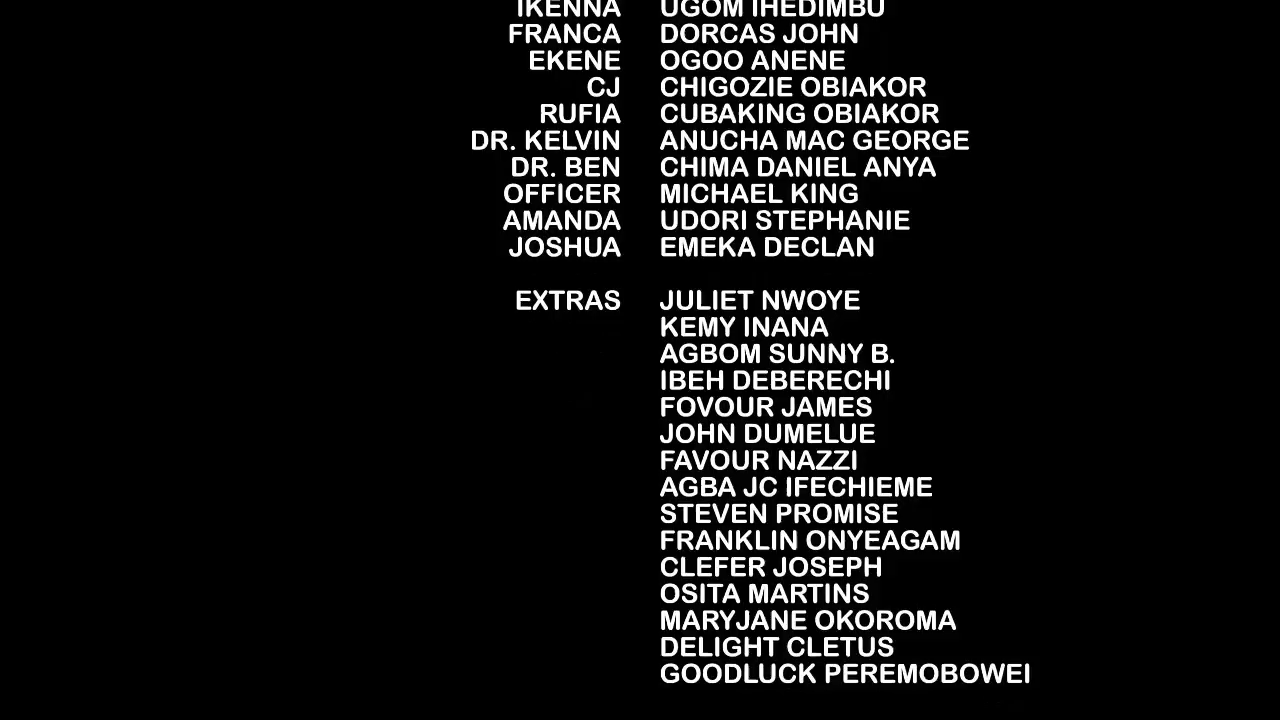 IKENNA UGOM IHEDIMBU
FRANCA DORCAS JOHN
EKENE OGOO ANENE
CJ CHIGOZIE OBIAKOR
RUFIA CUBAKING OBIAKOR
DR. KELVIN ANUCHA MAC GEORGE
DR. BEN CHIMA DANIEL ANYA
OFFICER MICHAEL KING
AMANDA UDORI STEPHANIE
JOSHUA EMEKA DECLAN
EXTRAS JULIET NWOYE
KEMY INANA
AGBOM SUNNY B.
IBEH DEBERECHI
FOVOUR JAMES
JOHN DUMELUE
FAVOUR NAZZI
AGBA JC IFECHIEME
STEVEN PROMISE
FRANKLIN ONYEAGAM
CLEFER JOSEPH
OSITA MARTINS
MARYJANE OKOROMA
DELIGHT CLETUS
GOODLUCK PEREMOBOWEI